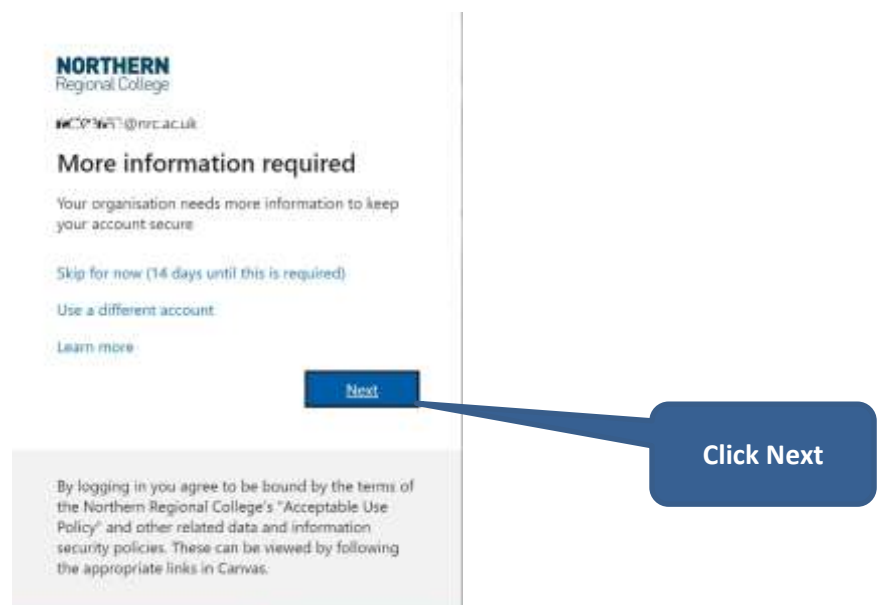 NORTHERN
Regional College
@nrc.ac.uk
More information required
Your organisation needs more information to keep
your account secure
Skip for now (14 days until this is required)
Use a different account
Learn more
Next
Click Next
By logging in you agree to be bound by the terms of
the Northern Regional College's "Acceptable Use
Policy" and other related data and information
security policies. These can be viewed by following
the appropriate links in Canvas.